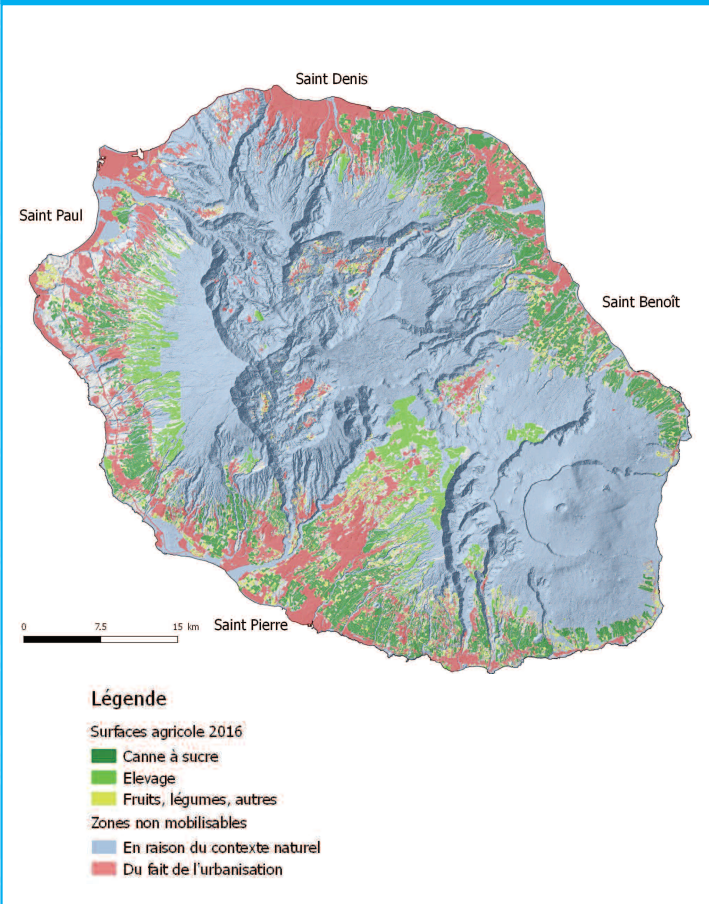 Saint Denis
Saint Paul
Saint Benoît
Saint Pierre
0 7.5 15 km
Légende
Surfaces agricole 2016
Canne à sucre
Elevage
Fruits, légumes, autres
Zones non mobilisables
En raison du contexte naturel
Du fait de l'urbanisation